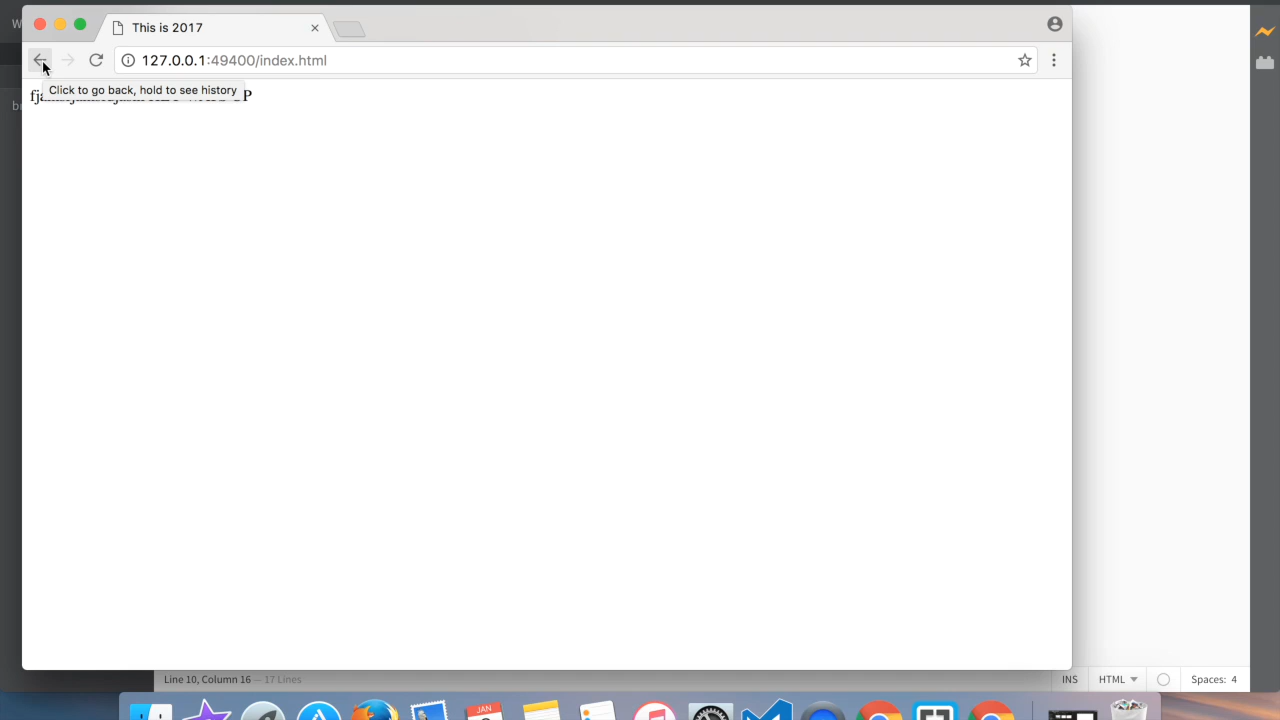 This is 2017
127.0.0.1:49400/index.html
Click to go back, hold to see history
Line 10, Column 16 — 17 Lines
INS
HTML
Spaces: 4
JAN